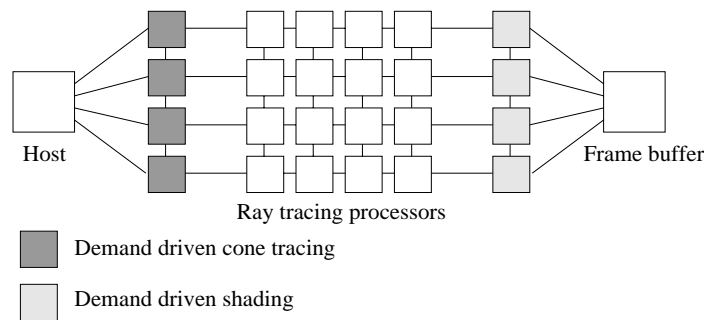 Host
Frame buffer
Ray tracing processors
Demand driven cone tracing
Demand driven shading